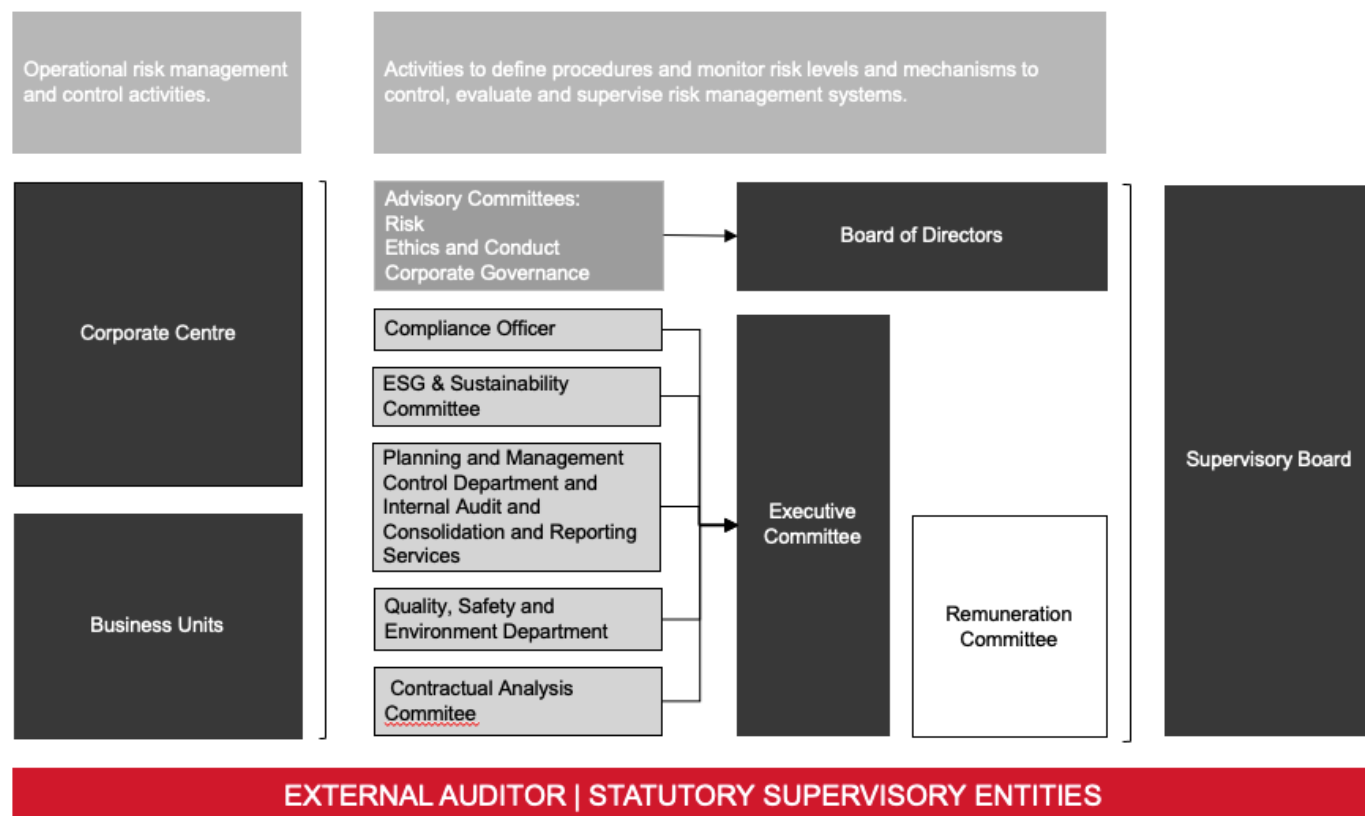 Operational risk management
and control activities.
Activities to define procedures and monitor risk levels and mechanisms to
control, evaluate and supervise risk management systems.
Corporate Centre
Business Units
Advisory Committees:
Risk
Ethics and Conduct
Corporate Governance
Compliance Officer
ESG & Sustainability
Committee
Planning and Management
Control Department and
Internal Audit and
Consolidation and Reporting
Services
Quality, Safety and
Environment Department
Contractual Analysis
Commitee
Board of Directors
Executive
Committee
Remuneration
Committee
Supervisory Board
EXTERNAL AUDITOR | STATUTORY SUPERVISORY ENTITIES